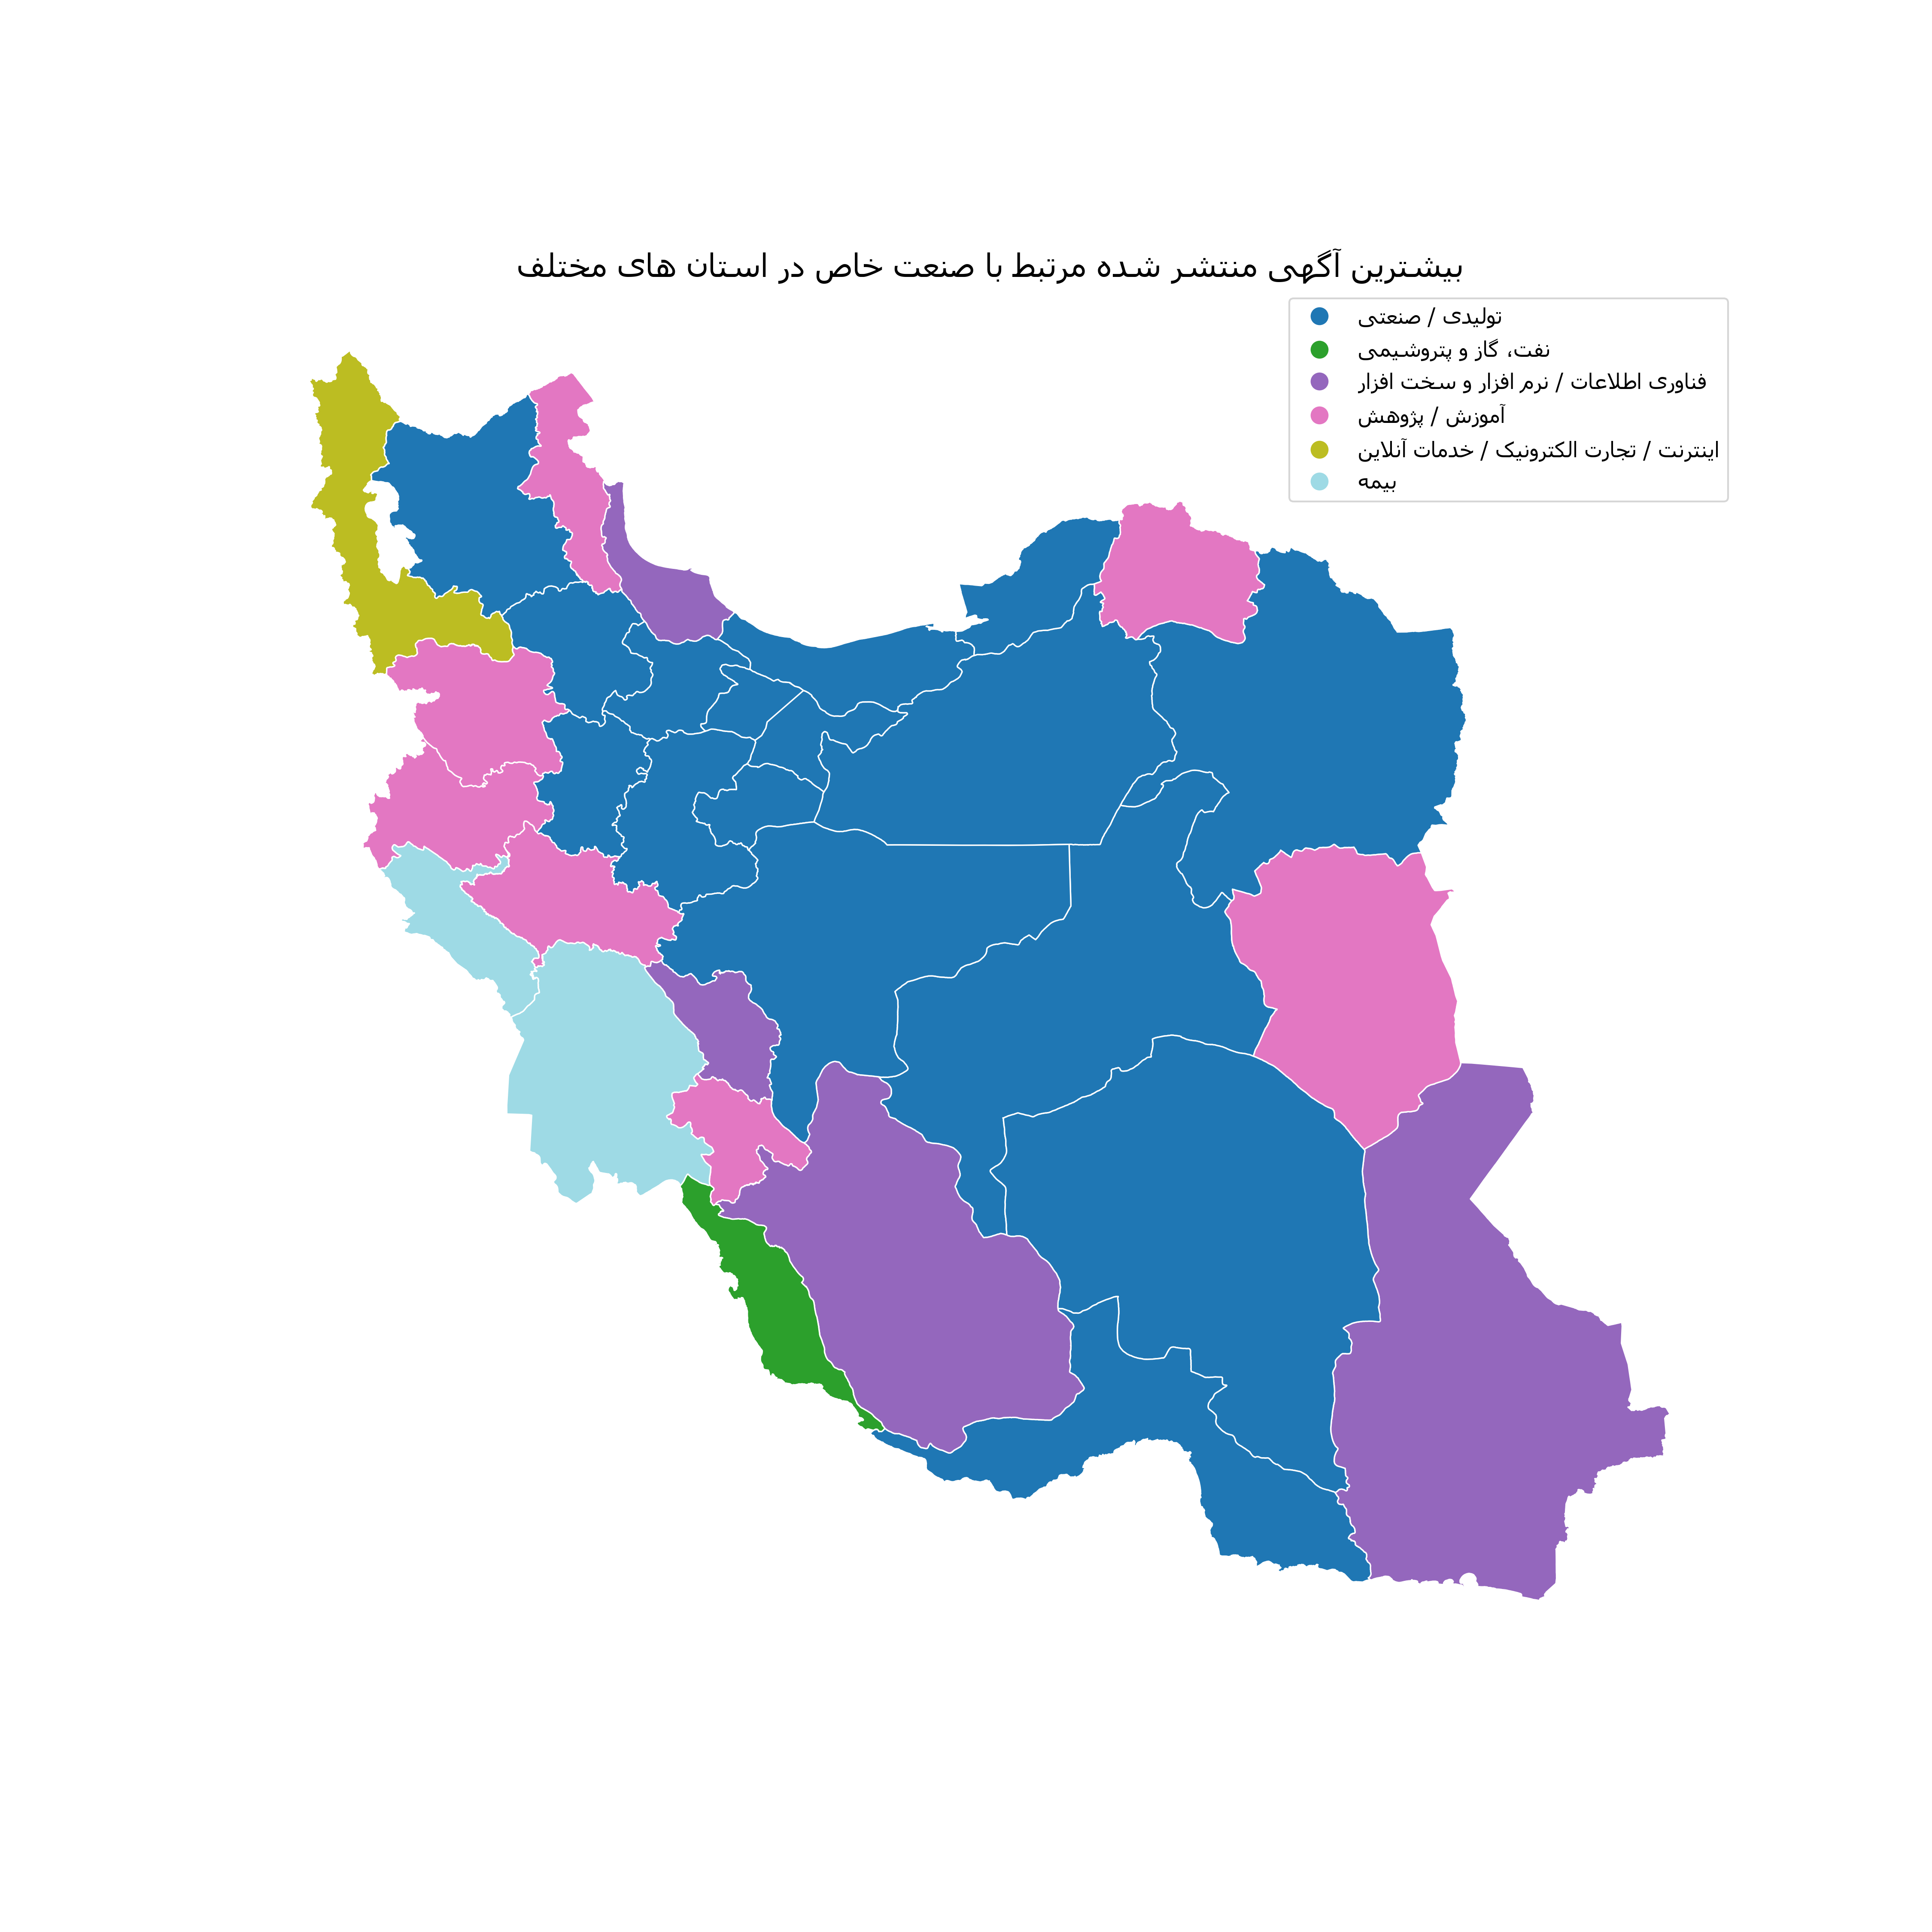 بیشترین آگهی منتشر شده مرتبط با صنعت خاص در استان های مختلف
تولیدی / صنعتی
نفت، گاز و پتروشیمی
فناوری اطلاعات / نرم افزار و سخت افزار
آموزش / پژوهش
اینترنت / تجارت الکترونیک / خدمات آنلاین
بیمه